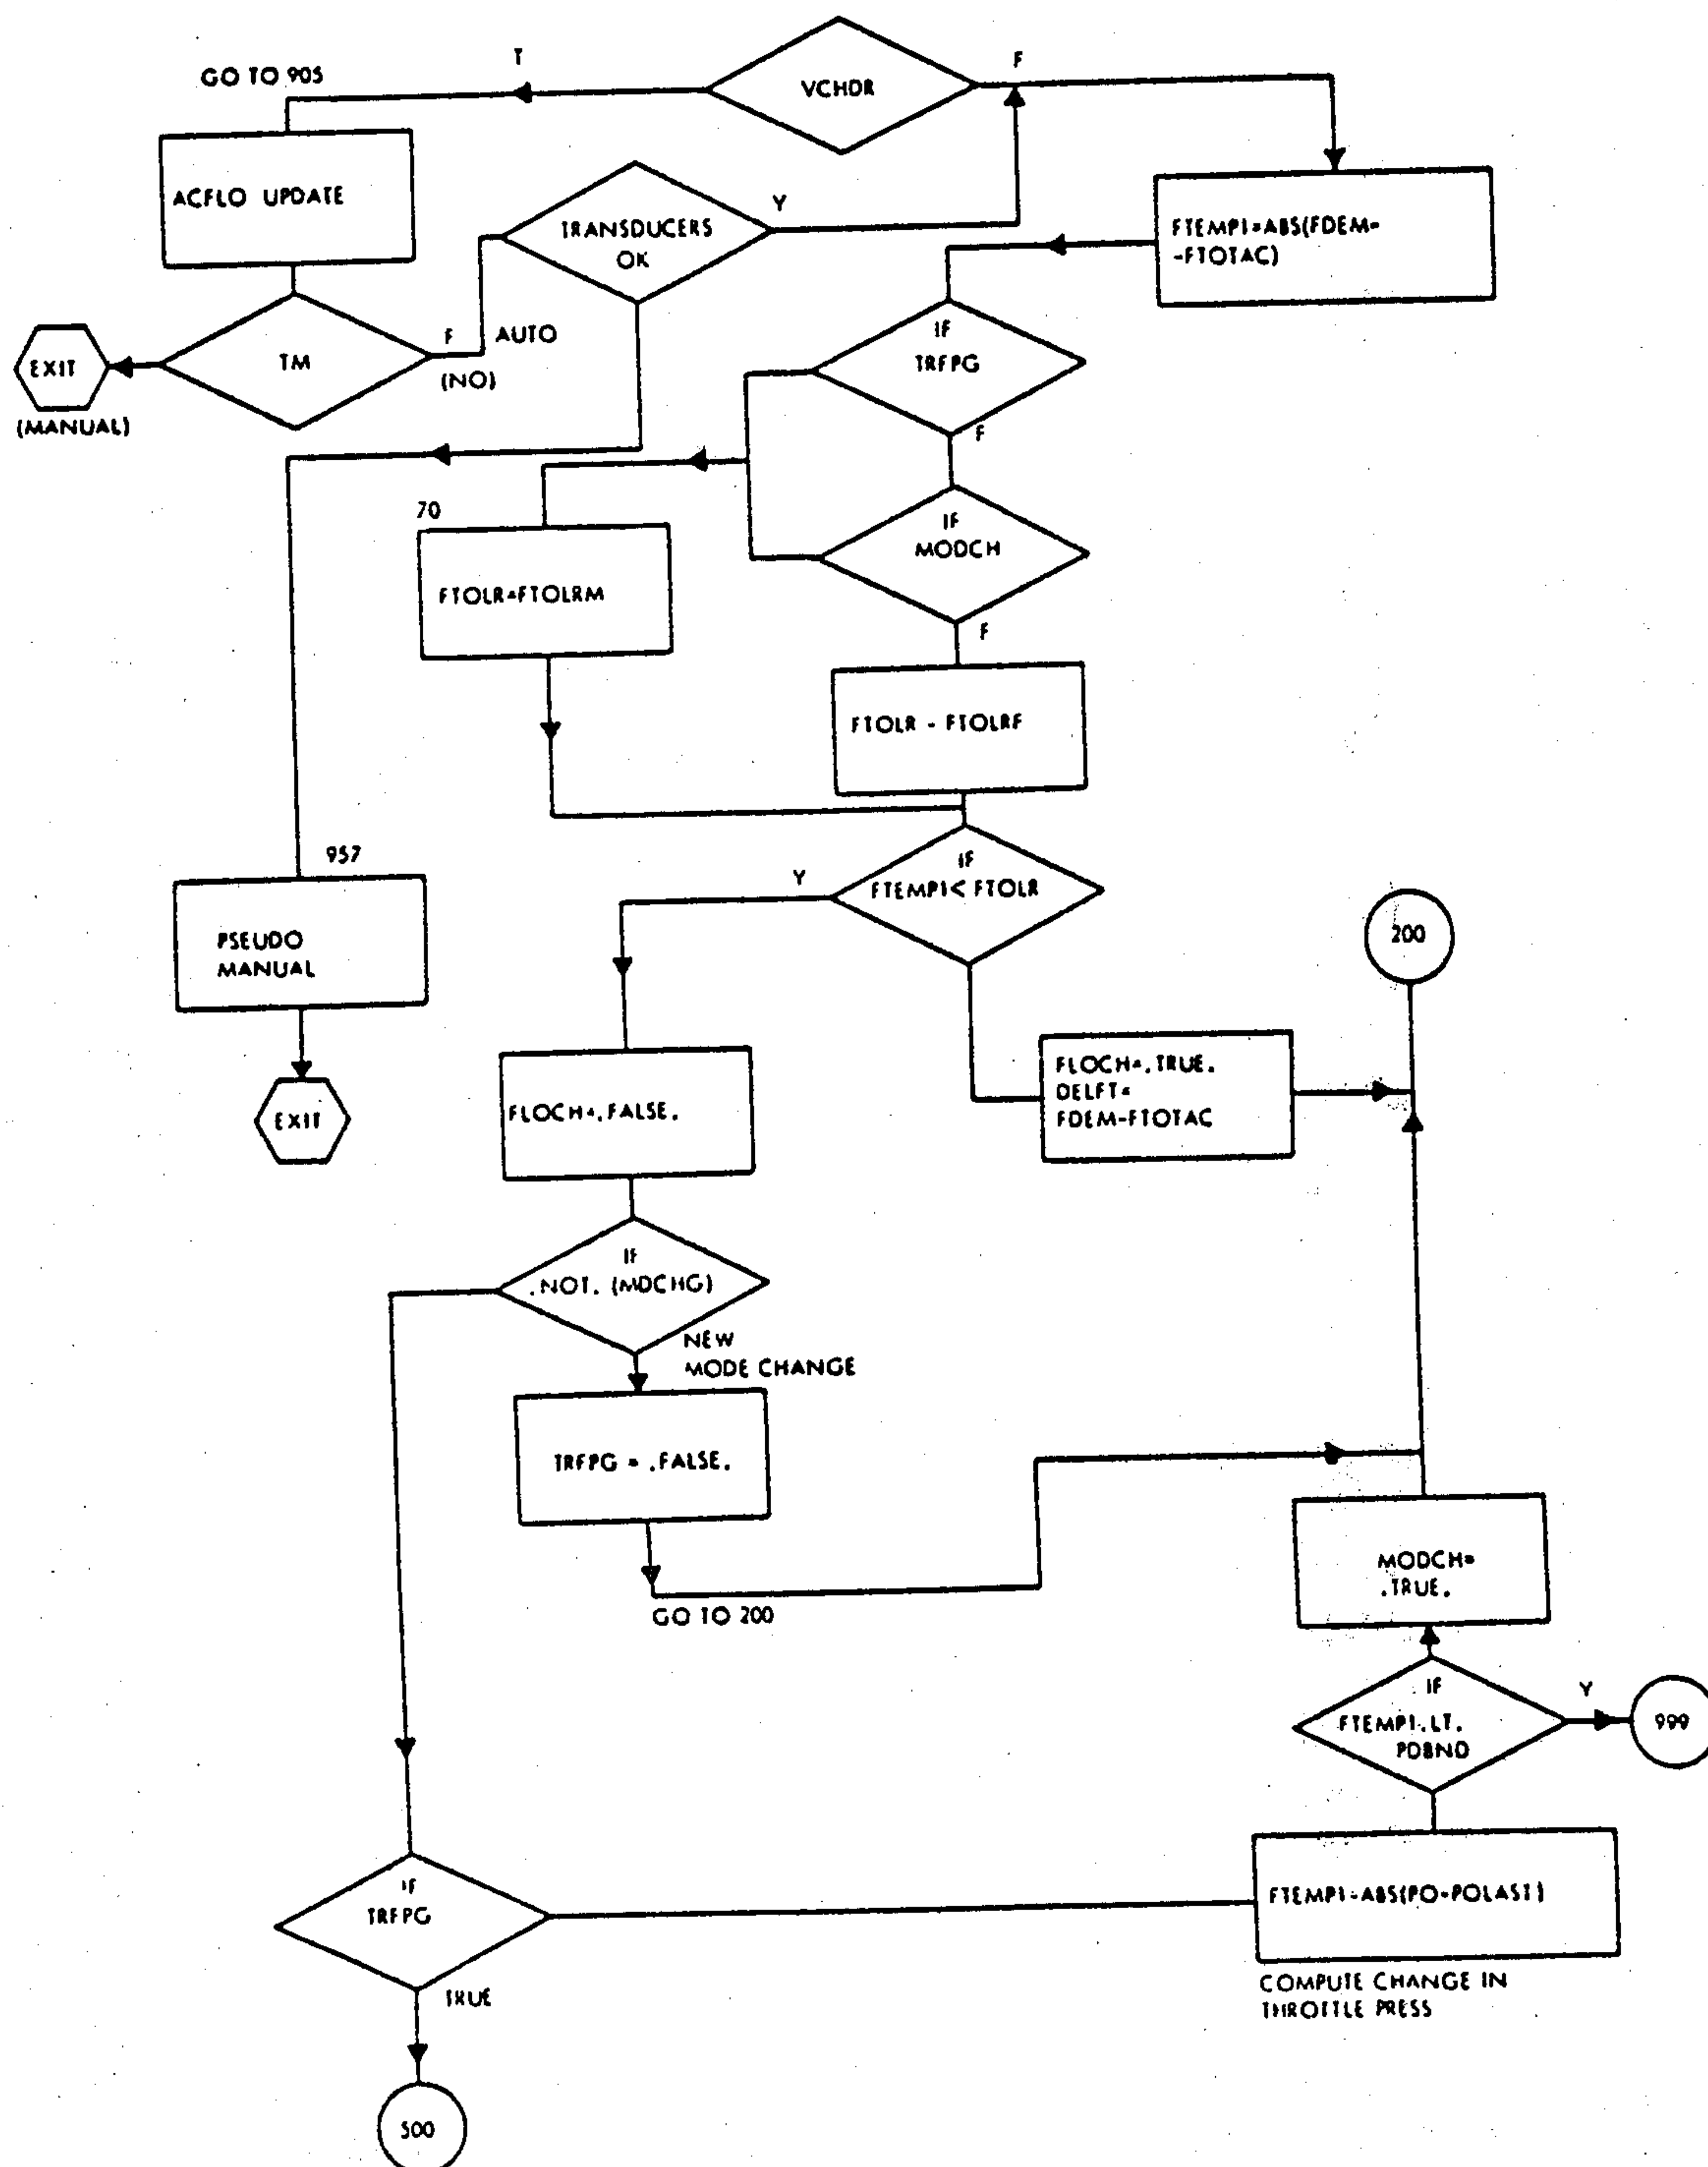 T
F
GO TO 905
VCHDR
ACFLO UPDATE
TRANSDUCERS
OK
Y
FTEMP1=ABS(FDEM-
-FTOTAC)
EXIT
(MANUAL)
TM
F
(NO)
AUTO
IF
TRFPG
F
70
FTOLR=FTOLRM
IF
MODCH
F
FTOLR - FTOLRF
957
PSEUDO
MANUAL
EXIT
Y
IF
FTEMP1< FTOLR
200
FLOCH=.FALSE.
FLOCH=.TRUE.
DELFT=
FDEM-FTOTAC
IF
.NOT. (MDCHG)
NEW
MODE CHANGE
TRFPG = .FALSE.
GO TO 200
MODCH=
.TRUE.
IF
FTEMP1.LT.
PDBND
Y
999
IF
TRFPG
TRUE
FTEMP1=ABS(PO-POLAST)
COMPUTE CHANGE IN
THROTTLE PRESS
500